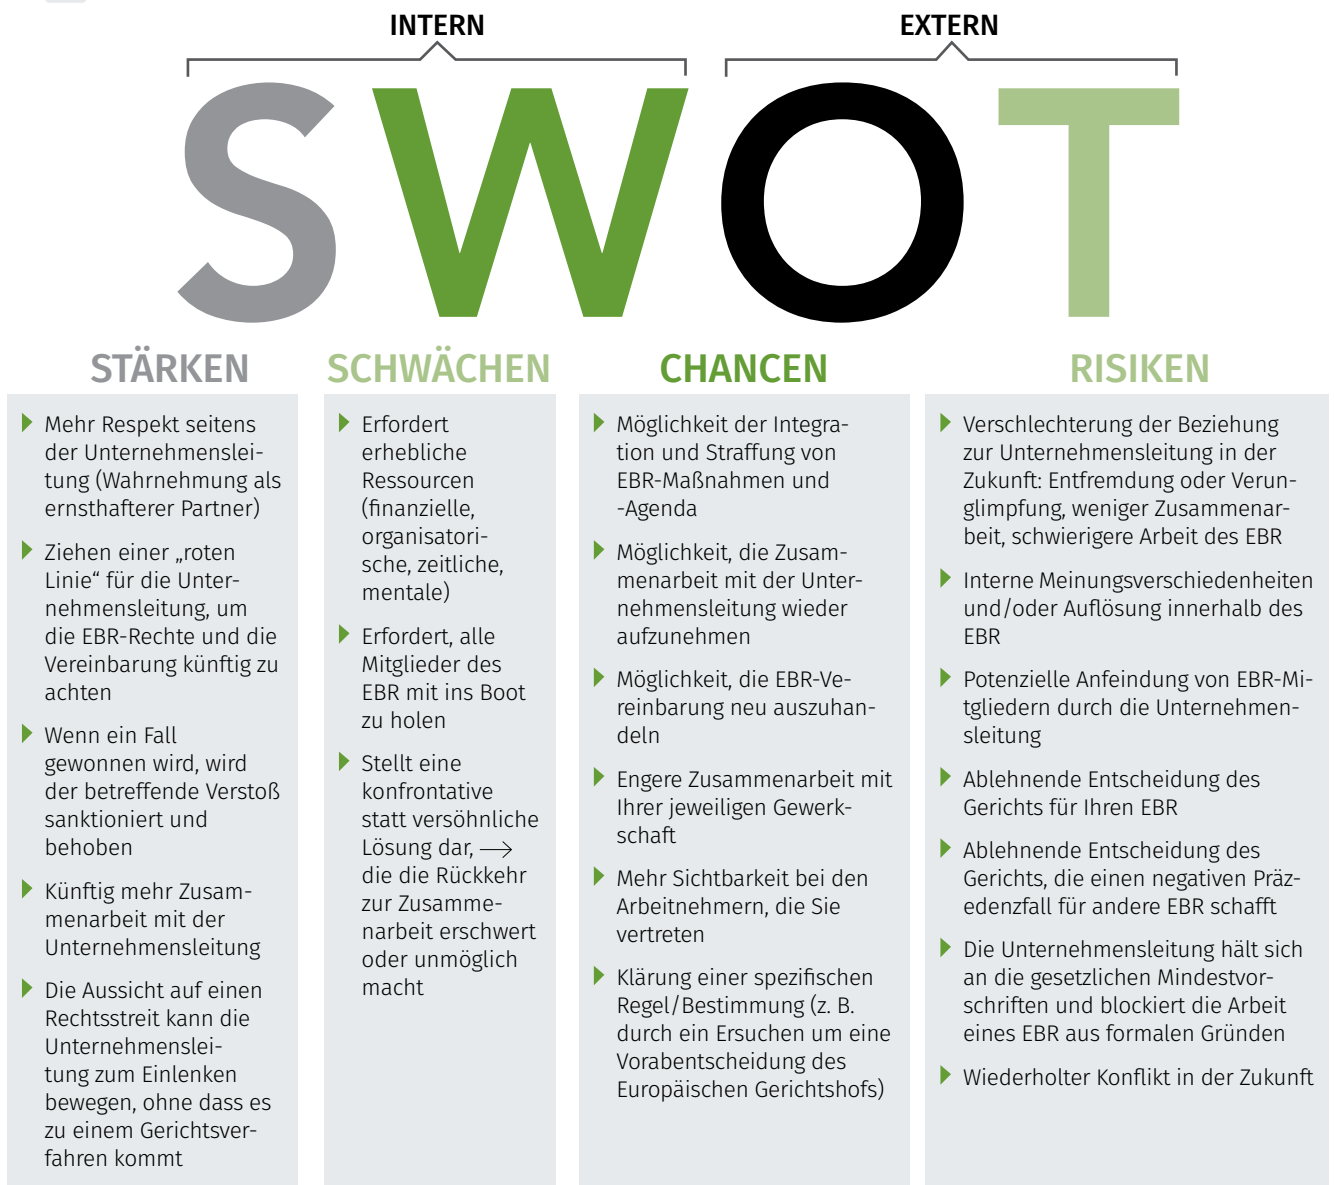 INTERN
EXTERN
SWOT
STÄRKEN
Mehr Respekt seitens
der Unternehmenslei-
tung (Wahrnehmung als
ernsthafterer Partner)
Ziehen einer „roten
Linie“ für die Unter-
nehmensleitung, um
die EBR-Rechte und die
Vereinbarung künftig zu
achten
Wenn ein Fall
gewonnen wird, wird
der betreffende Verstoß
sanktioniert und
behoben
Künftig mehr Zusam-
menarbeit mit der
Unternehmensleitung
Die Aussicht auf einen
Rechtsstreit kann die
Unternehmenslei-
tung zum Einlenken
bewegen, ohne dass es
zu einem Gerichtsver-
fahren kommt
SCHWÄCHEN
Erfordert
erhebliche
Ressourcen
(finanzielle,
organisatori-
sche, zeitliche,
mentale)
Erfordert, alle
Mitglieder des
EBR mit ins Boot
zu holen
Stellt eine
konfrontative
statt versöhnliche
Lösung dar, →
die die Rückkehr
zur Zusamme-
narbeit erschwert
oder unmöglich
macht
CHANCEN
Möglichkeit der Integra-
tion und Straffung von
EBR-Maßnahmen und
-Agenda
Möglichkeit, die Zusam-
menarbeit mit der Unter-
nehmensleitung wieder
aufzunehmen
Möglichkeit, die EBR-Ve-
reinbarung neu auszuhan-
deln
Engere Zusammenarbeit mit
Ihrer jeweiligen Gewerk-
schaft
Mehr Sichtbarkeit bei den
Arbeitnehmern, die Sie
vertreten
Klärung einer spezifischen
Regel/Bestimmung (z. B.
durch ein Ersuchen um eine
Vorabentscheidung des
Europäischen Gerichtshofs)
RISIKEN
Verschlechterung der Beziehung
zur Unternehmensleitung in der
Zukunft: Entfremdung oder Verun-
glimpfung, weniger Zusammenar-
beit, schwierigere Arbeit des EBR
Interne Meinungsverschiedenheiten
und/oder Auflösung innerhalb des
EBR
Potenzielle Anfeindung von EBR-Mi-
tgliedern durch die Unternehmen-
sleitung
Ablehnende Entscheidung des
Gerichts für Ihren EBR
Ablehnende Entscheidung des
Gerichts, die einen negativen Präz-
edenzfall für andere EBR schafft
Die Unternehmensleitung hält sich
an die gesetzlichen Mindestvor-
schriften und blockiert die Arbeit
eines EBR aus formalen Gründen
Wiederholter Konflikt in der Zukunft